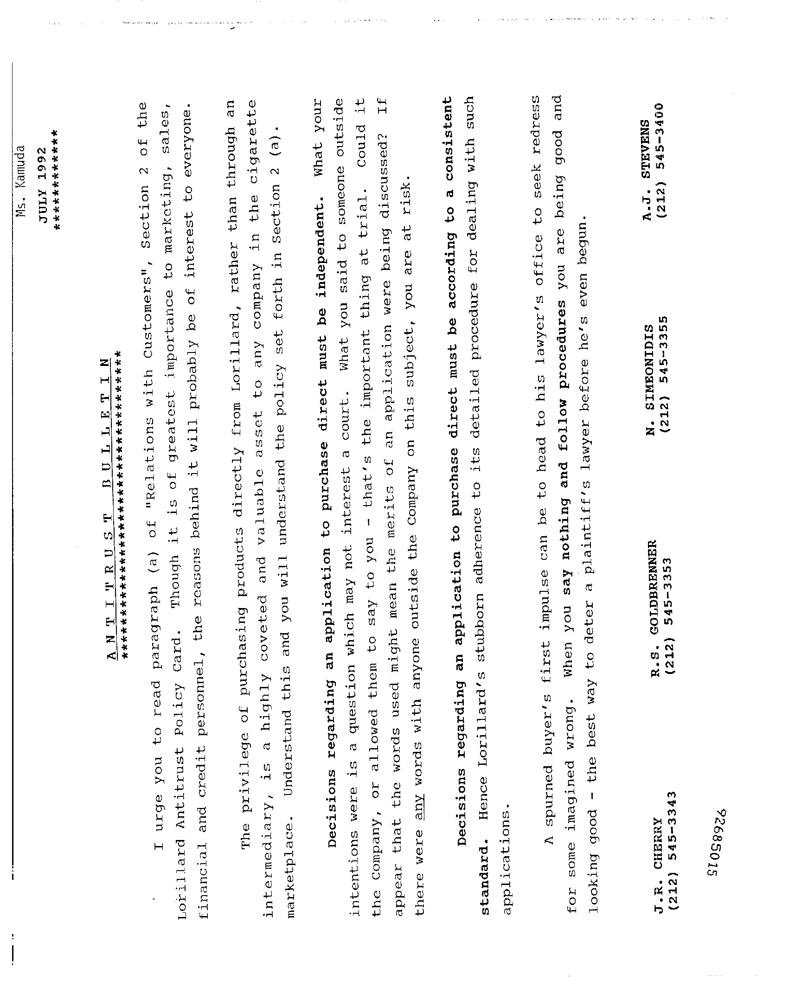 Ms. Kamuda
JULY 1992
************
A N T I T R U S T   B U L L E T I N
************************************
I urge you to read paragraph (a) of "Relations with Customers", Section 2 of the
Lorillard Antitrust Policy Card. Though it is of greatest importance to marketing, sales,
financial and credit personnel, the reasons behind it will probably be of interest to everyone.
The privilege of purchasing products directly from Lorillard, rather than through an
intermediary, is a highly coveted and valuable asset to any company in the cigarette
marketplace. Understand this and you will understand the policy set forth in Section 2 (a).
Decisions regarding an application to purchase direct must be independent. What your
intentions were is a question which may not interest a court. What you said to someone outside
the Company, or allowed them to say to you - that's the important thing at trial. Could it
appear that the words used might mean the merits of an application were being discussed? If
there were any words with anyone outside the Company on this subject, you are at risk.
Decisions regarding an application to purchase direct must be according to a consistent
standard. Hence Lorillard's stubborn adherence to its detailed procedure for dealing with such
applications.
A spurned buyer's first impulse can be to head to his lawyer's office to seek redress
for some imagined wrong. When you say nothing and follow procedures you are being good and
looking good - the best way to deter a plaintiff's lawyer before he's even begun.
J.R. CHERRY R.S. GOLDBRENNER N. SIMEONIDIS A.J. STEVENS
(212) 545-3343 (212) 545-3353 (212) 545-3355 (212) 545-3400
92685015